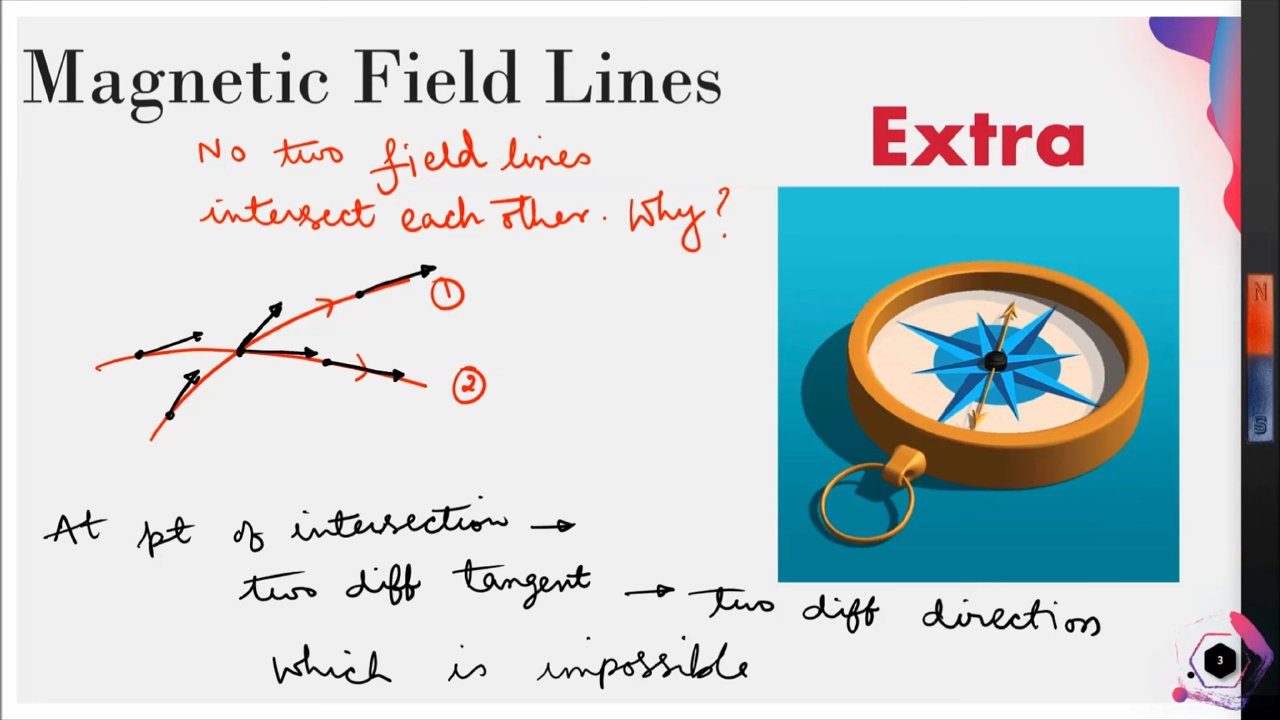 Magnetic Field Lines
Extra
No two field lines
intersect each other. Why?
1
2
At pt of intersection →
two diff tangent → two diff direction
which is impossible
N
S
3